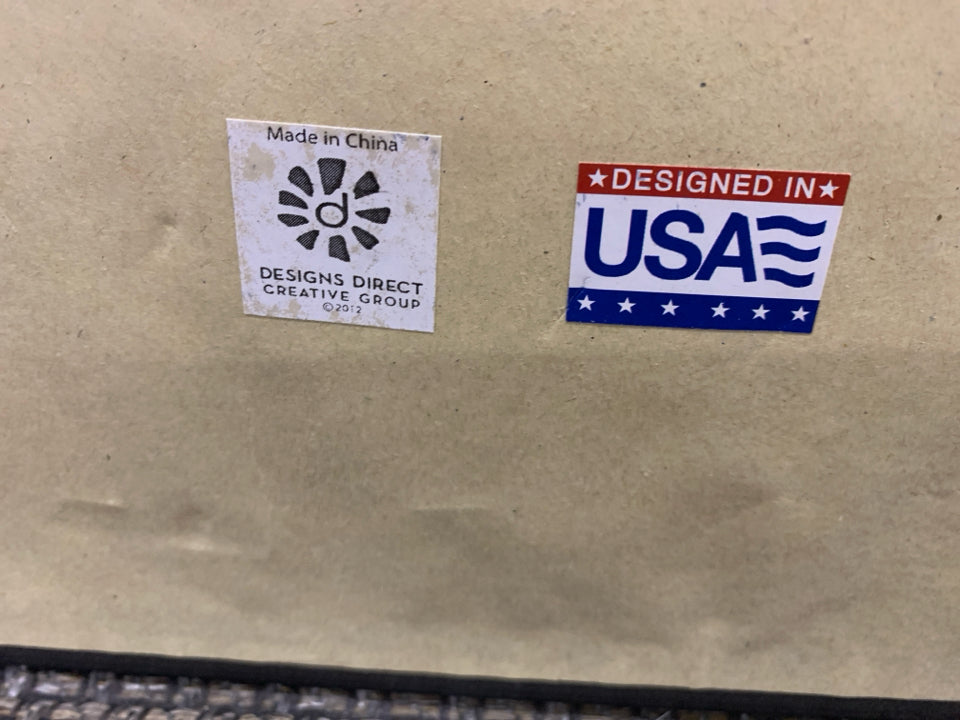 Made in China
d
DESIGNS DIRECT
CREATIVE GROUP
©2012
★DESIGNED IN★
USA